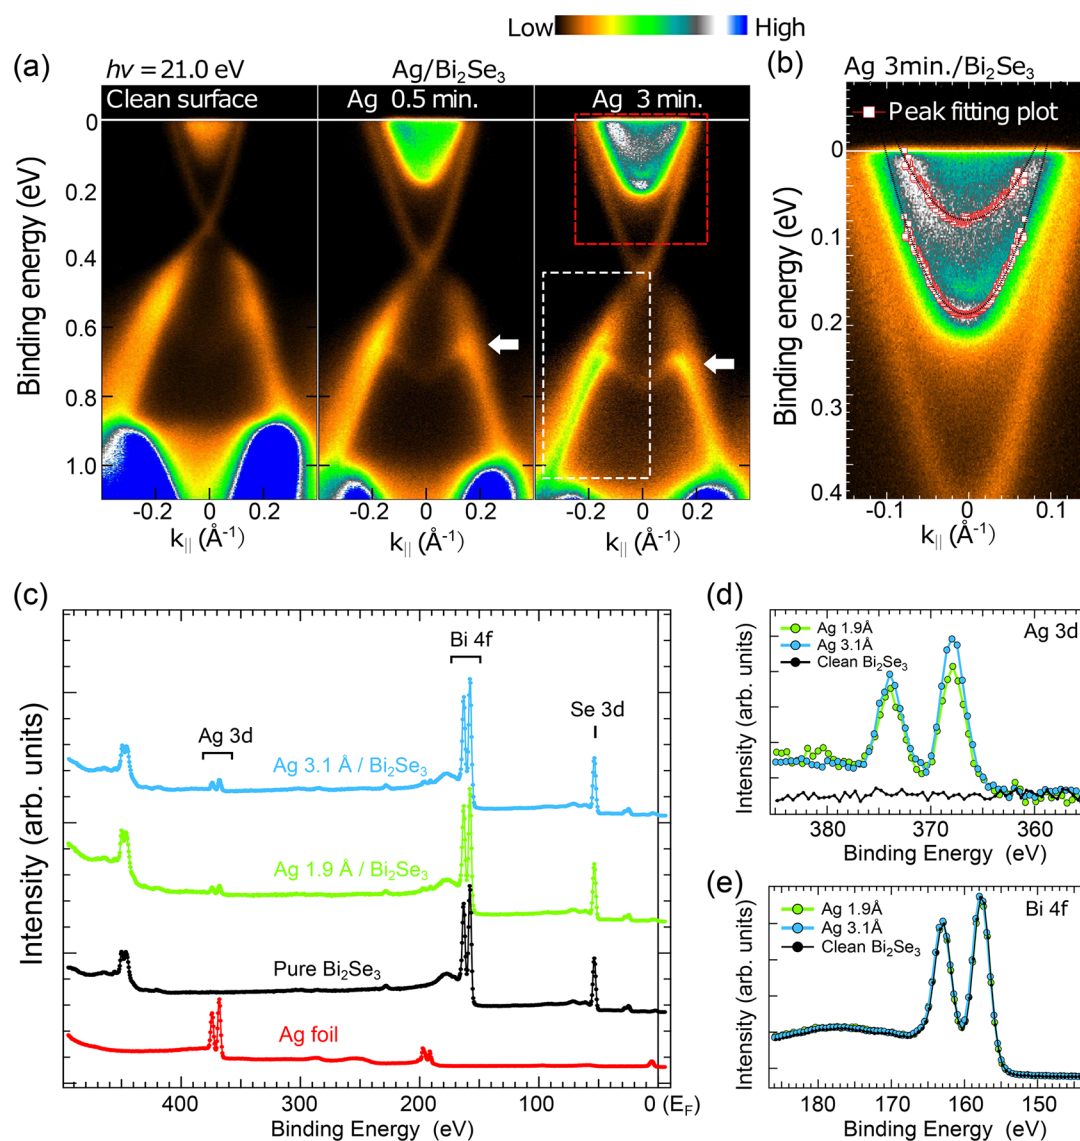 Low High
(a) hν = 21.0 eV Ag/Bi₂Se₃
Clean surface Ag 0.5 min. Ag 3 min.
Binding energy (eV)
0
0.2
0.4
0.6
0.8
1.0
-0.2 0 0.2 -0.2 0 0.2 -0.2 0 0.2
k|| (Å⁻¹) k|| (Å⁻¹) k|| (Å⁻¹)
(b)
Ag 3min./Bi₂Se₃
Peak fitting plot
Binding energy (eV)
0
0.1
0.2
0.3
0.4
-0.1 0 0.1
k|| (Å⁻¹)
(c)
Intensity (arb. units)
Bi 4f
Se 3d
Ag 3d
Ag 3.1 Å / Bi₂Se₃
Ag 1.9 Å / Bi₂Se₃
Pure Bi₂Se₃
Ag foil
400 300 200 100 0 (E_F)
Binding Energy (eV)
(d)
Intensity (arb. units)
Ag 1.9Å
Ag 3.1Å
Clean Bi₂Se₃
Ag 3d
380 370 360
Binding Energy (eV)
(e)
Intensity (arb. units)
Ag 1.9Å
Ag 3.1Å
Clean Bi₂Se₃
Bi 4f
180 170 160 150
Binding Energy (eV)